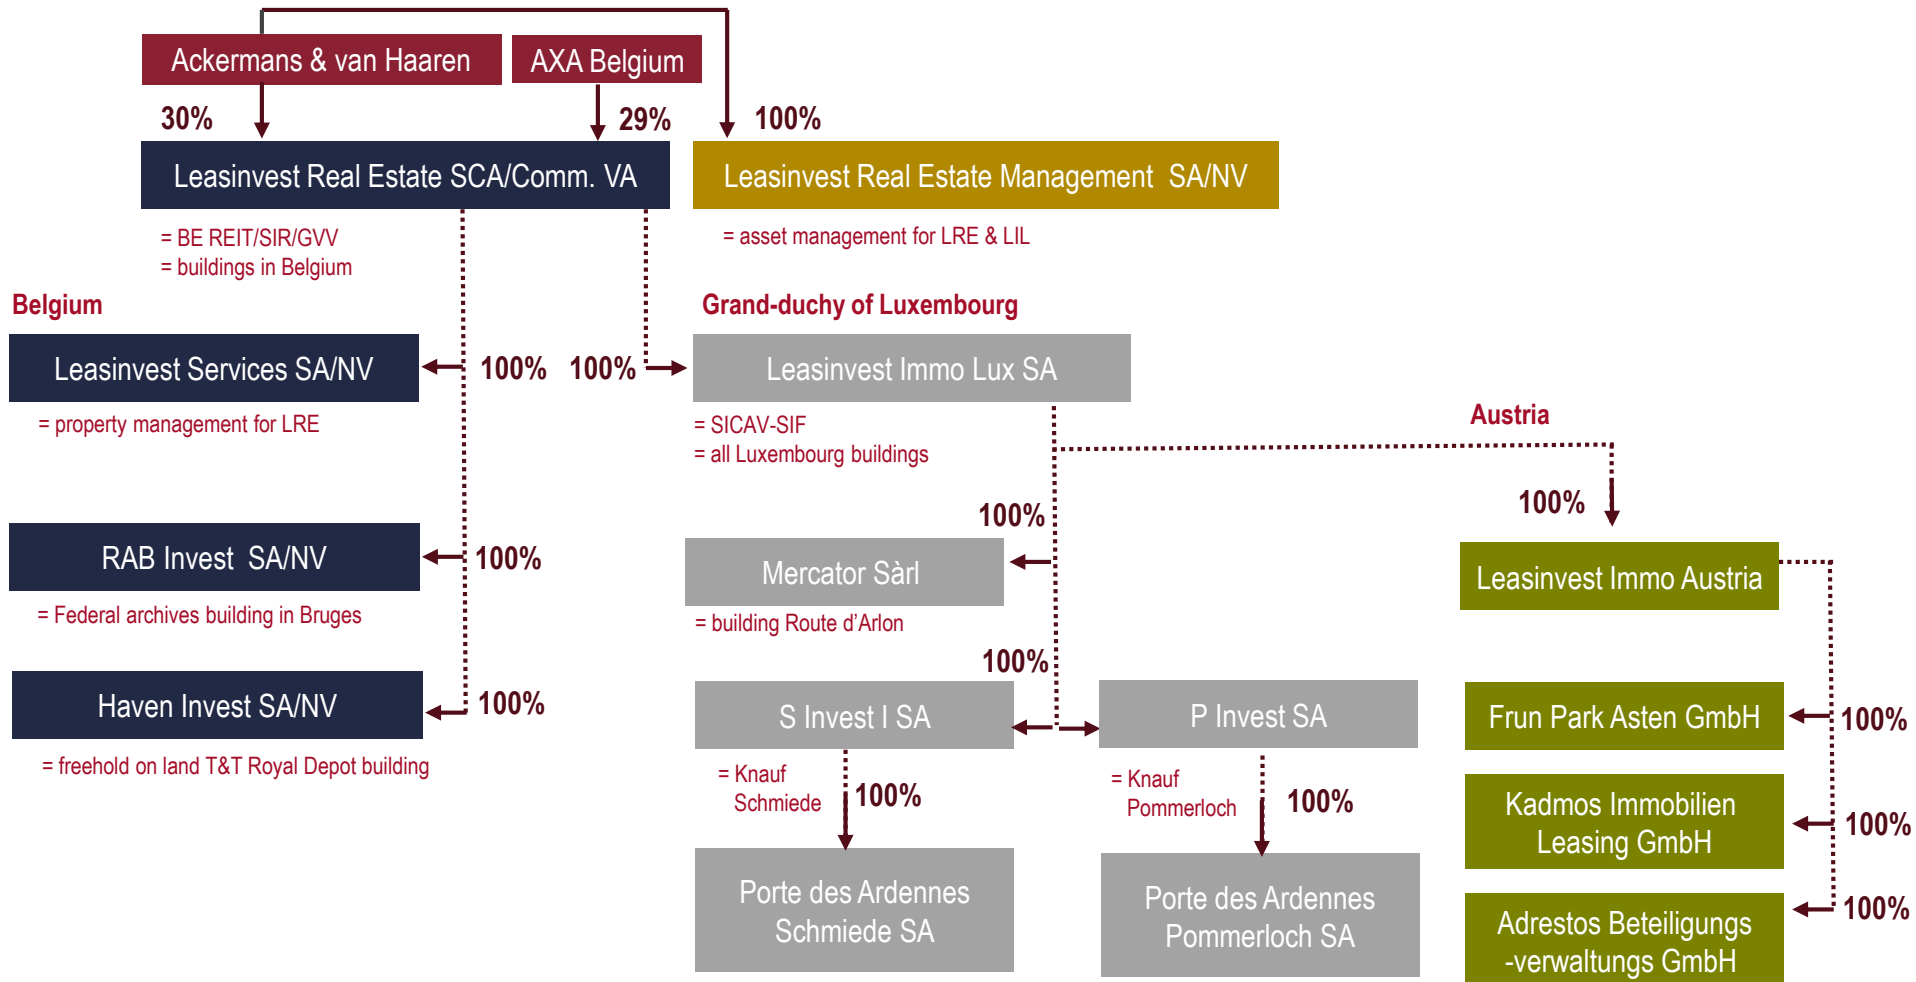 Ackermans & van Haaren
AXA Belgium
30%
29%
100%
Leasinvest Real Estate SCA/Comm. VA
Leasinvest Real Estate Management SA/NV
= BE REIT/SIR/GVV
= buildings in Belgium
= asset management for LRE & LIL
Belgium
Grand-duchy of Luxembourg
Leasinvest Services SA/NV
100%
100%
Leasinvest Immo Lux SA
= property management for LRE
= SICAV-SIF
= all Luxembourg buildings
Austria
100%
100%
RAB Invest SA/NV
100%
Mercator Sàrl
Leasinvest Immo Austria
= Federal archives building in Bruges
= building Route d'Arlon
100%
Haven Invest SA/NV
100%
S Invest I SA
P Invest SA
Frun Park Asten GmbH
100%
= freehold on land T&T Royal Depot building
= Knauf
Schmiede
100%
= Knauf
Pommerloch
100%
Kadmos Immobilien
Leasing GmbH
100%
Porte des Ardennes
Schmiede SA
Porte des Ardennes
Pommerloch SA
Adrestos Beteiligungs
-verwaltungs GmbH
100%